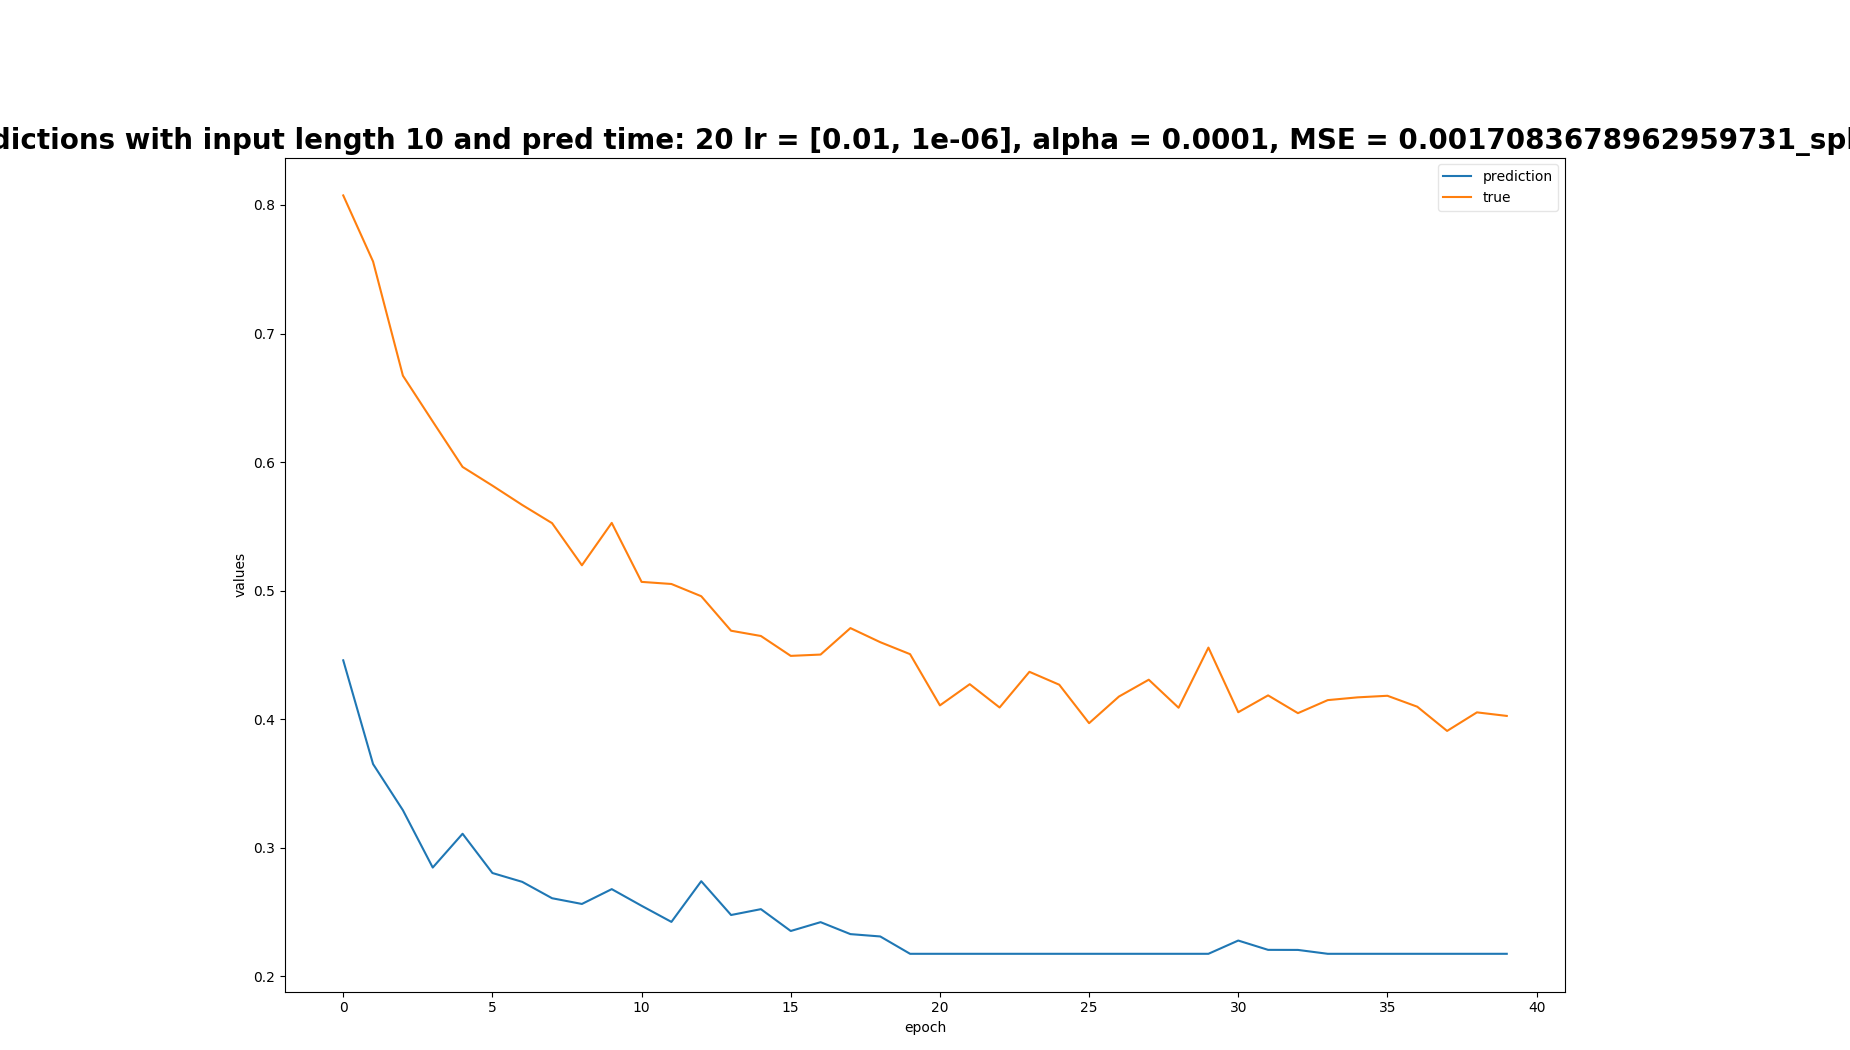 dictions with input length 10 and pred time: 20 lr = [0.01, 1e-06], alpha = 0.0001, MSE = 0.0017083678962959731_spl
prediction
true
0.8
0.7
0.6
0.5
0.4
0.3
0.2
values
0 5 10 15 20 25 30 35 40
epoch